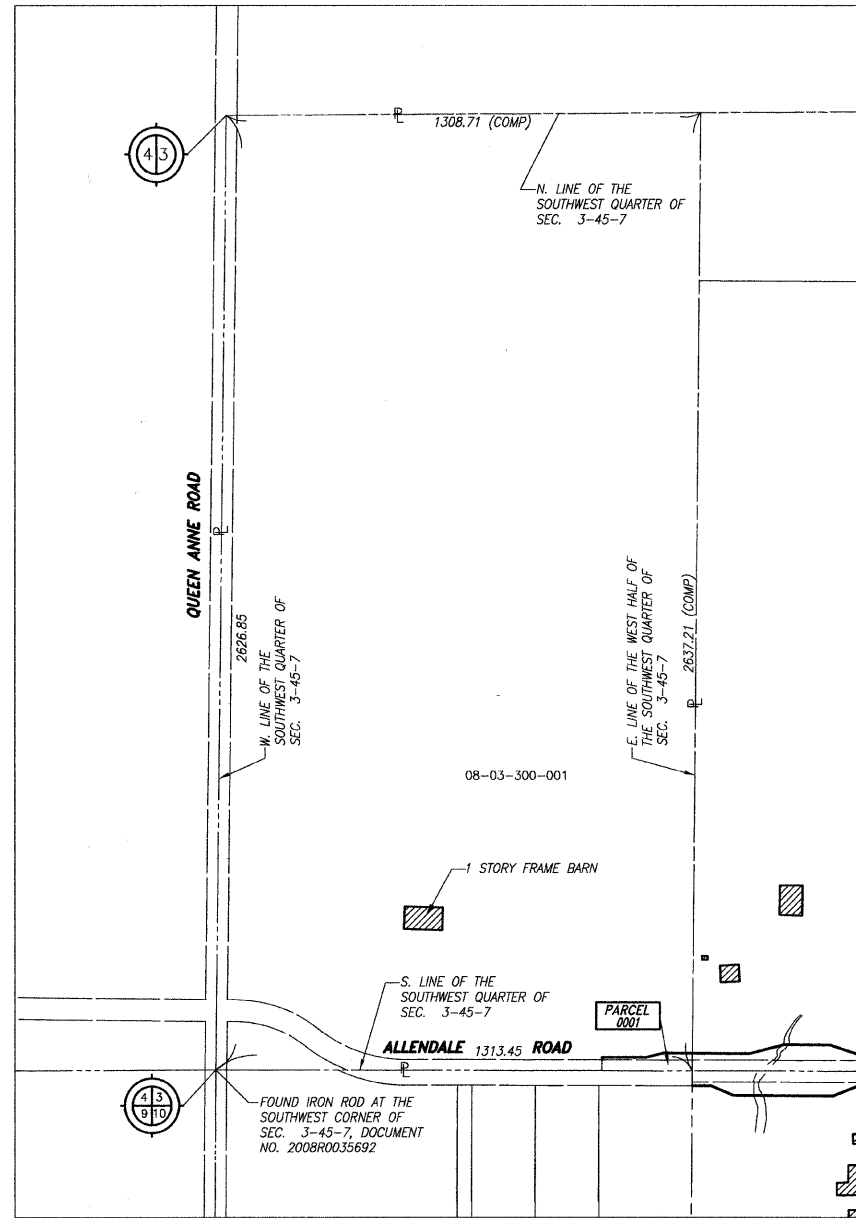 4 3
P L
1308.71 (COMP)
N. LINE OF THE
SOUTHWEST QUARTER OF
SEC. 3-45-7
QUEEN ANNE ROAD
P L
2626.85
W. LINE OF THE
SOUTHWEST QUARTER OF
SEC. 3-45-7
E. LINE OF THE WEST HALF OF
THE SOUTHWEST QUARTER OF
SEC. 3-45-7
2637.21 (COMP)
P L
08-03-300-001
1 STORY FRAME BARN
S. LINE OF THE
SOUTHWEST QUARTER OF
SEC. 3-45-7
PARCEL
0001
ALLENDALE 1313.45 ROAD
P L
4 3
9 10
FOUND IRON ROD AT THE
SOUTHWEST CORNER OF
SEC. 3-45-7, DOCUMENT
NO. 2008R0035692